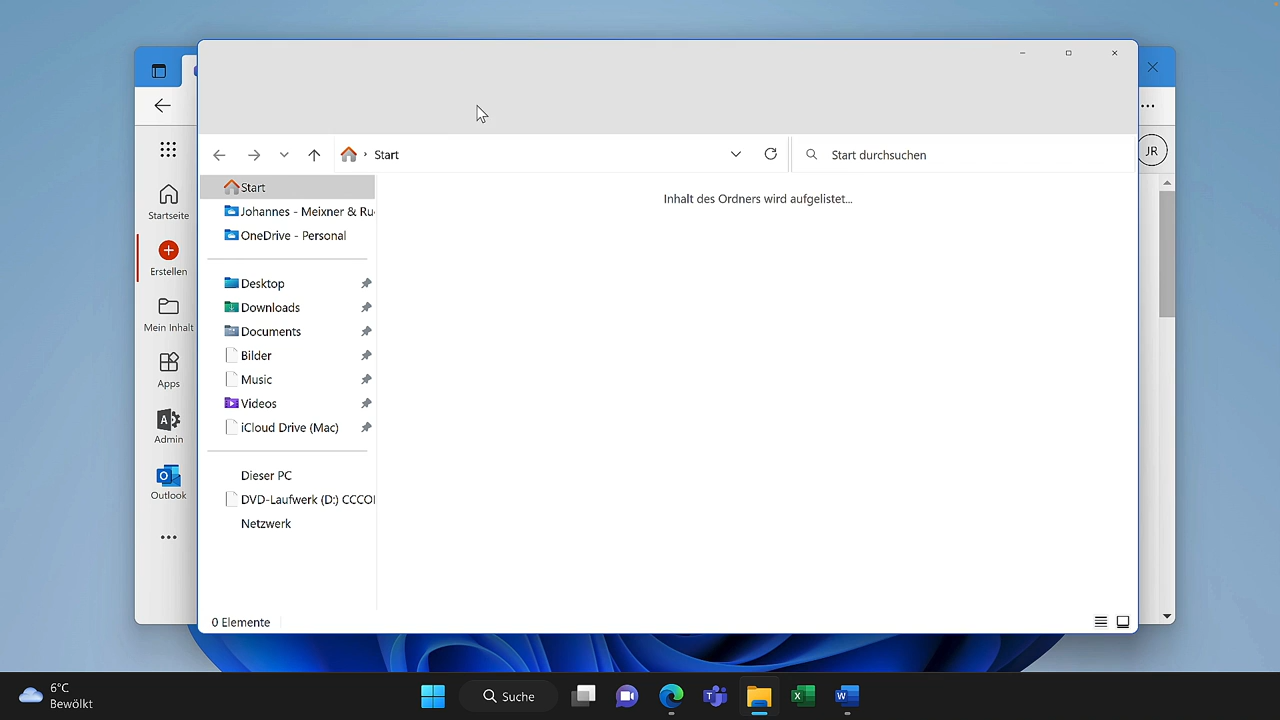 Start
Start durchsuchen
JR
Startseite
Erstellen
Mein Inhalt
Apps
Admin
Outlook
Start
Johannes - Meixner & Ru
OneDrive - Personal
Desktop
Downloads
Documents
Bilder
Music
Videos
iCloud Drive (Mac)
Dieser PC
DVD-Laufwerk (D:) CCCO
Netzwerk
Inhalt des Ordners wird aufgelistet...
0 Elemente
6°C
Bewölkt
Suche